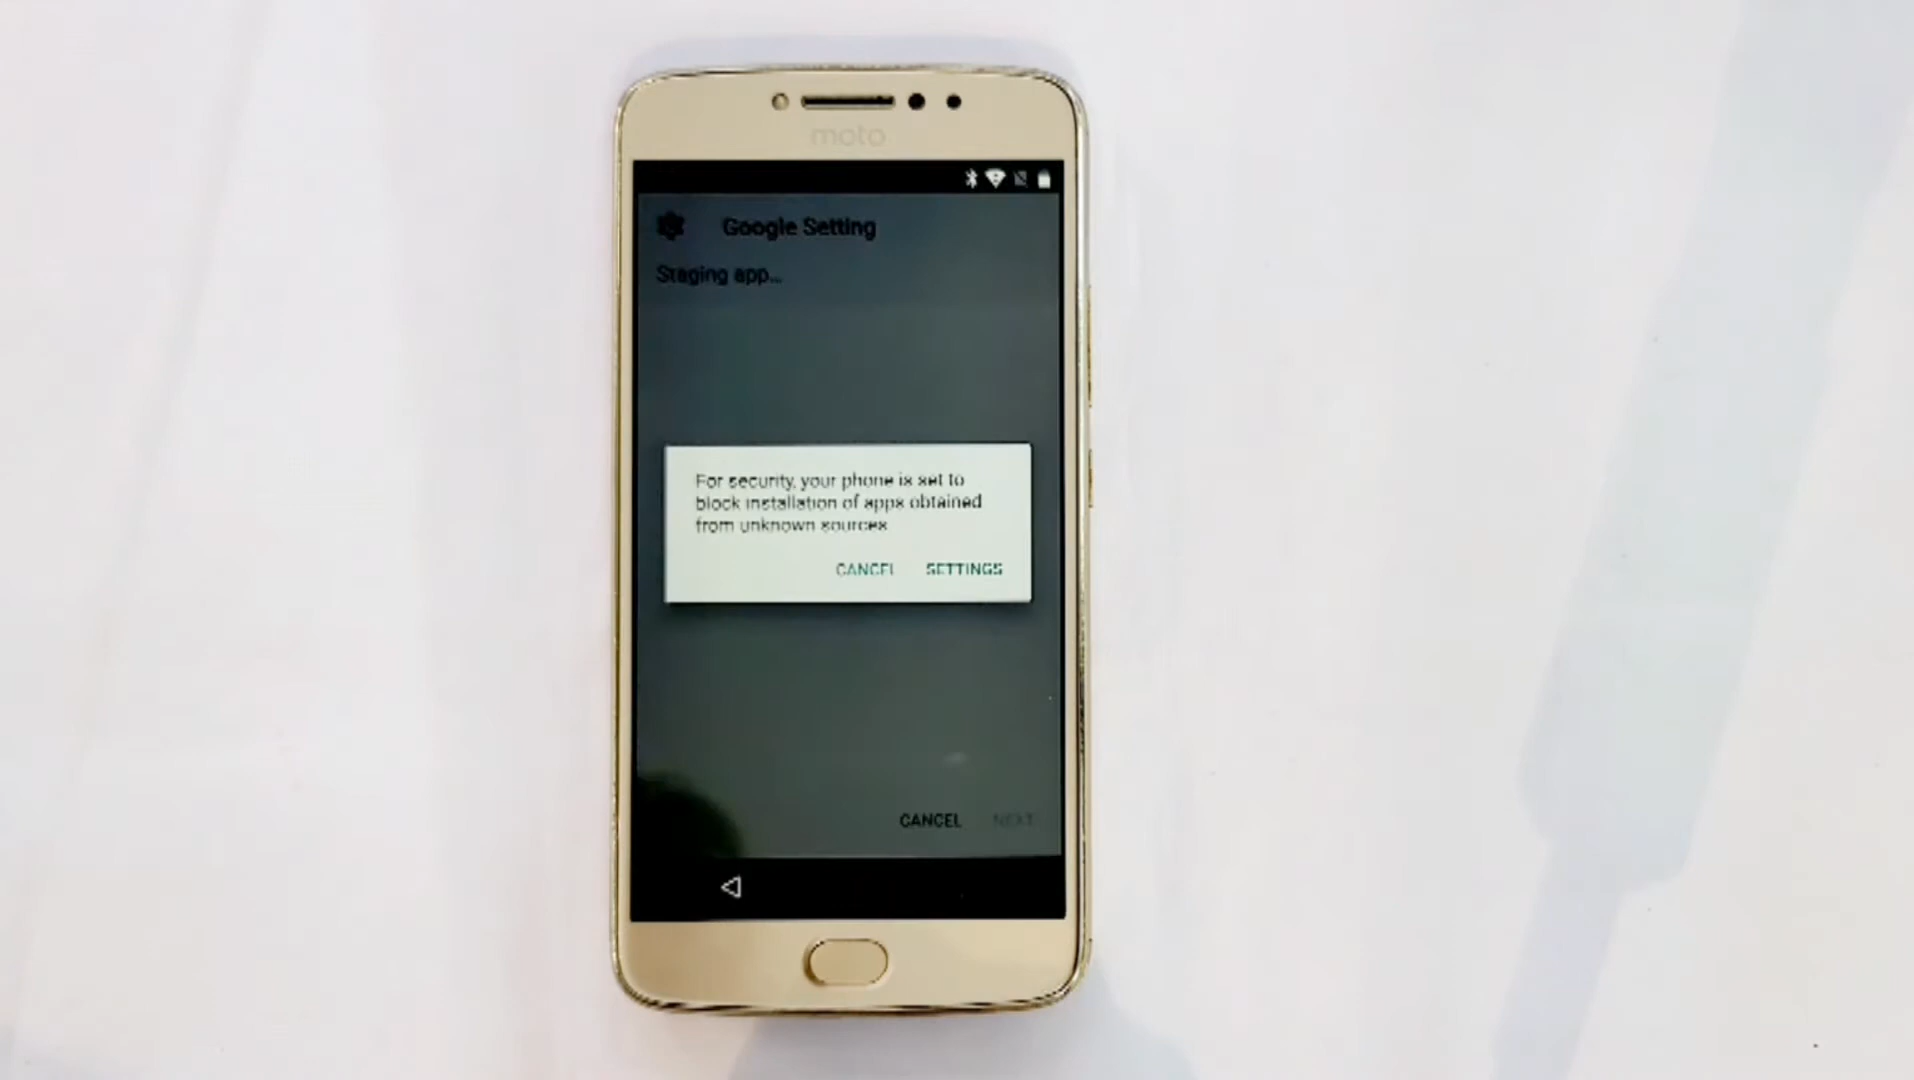 moto
Google Setting
Staging app...
For security, your phone is set to
block installation of apps obtained
from unknown sources
CANCEL SETTINGS
CANCEL NEXT